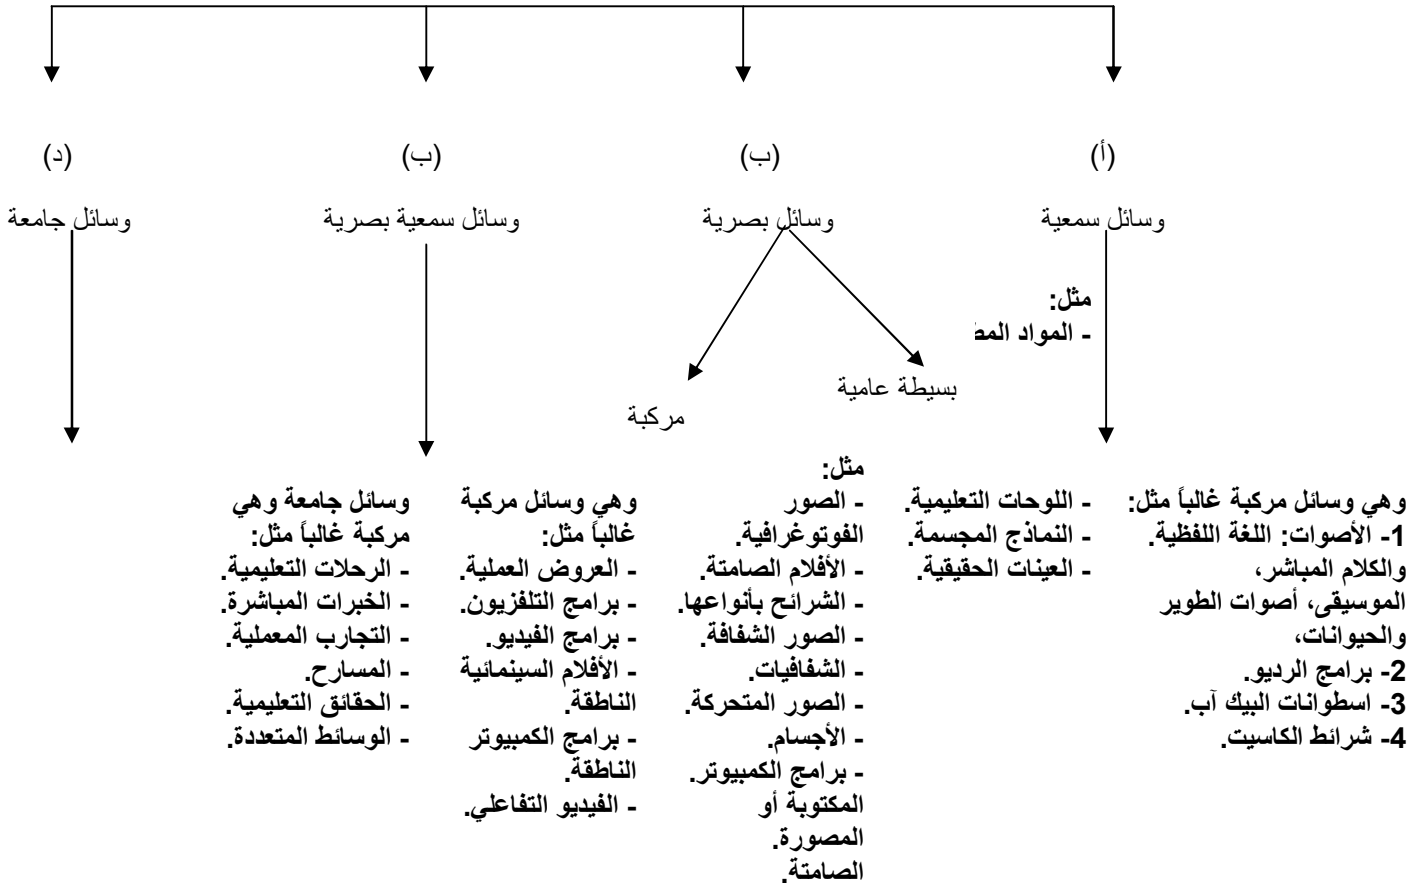 (أ)
(ب)
(ب)
(د)
وسائل سمعية
وسائل بصرية
وسائل سمعية بصرية
وسائل جامعة
مثل:
- المواد
بسيطة عامية
مركبة
وهي وسائل مركبة غالباً مثل:
1- الأصوات: اللغة اللفظية.
والكلام المباشر،
الموسيقى، أصوات الطوير
والحيوانات،
2- برامج الرديو.
3- اسطوانات البيك آب.
4- شرائط الكاسيت.
- اللوحات التعليمية.
- النماذج المجسمة.
- العينات الحقيقية.
مثل:
- الصور
الفوتوغرافية.
- الأفلام الصامتة.
- الشرائح بأنواعها.
- الصور الشفافة.
- الشفافيات.
- الصور المتحركة.
- الأجسام.
- برامج الكمبيوتر.
المكتوبة أو
المصورة.
الصامتة.
وهي وسائل مركبة
غالباً مثل:
- العروض العملية.
- برامج التلفزيون.
- برامج الفيديو.
- الأفلام السينمائية
الناطقة.
- برامج الكمبيوتر
الناطقة.
- الفيديو التفاعلي.
وسائل جامعة وهي
مركبة غالباً مثل:
- الرحلات التعليمية.
- الخبرات المباشرة.
- التجارب المعملية.
- المسارح.
- الحقائق التعليمية.
- الوسائط المتعددة.